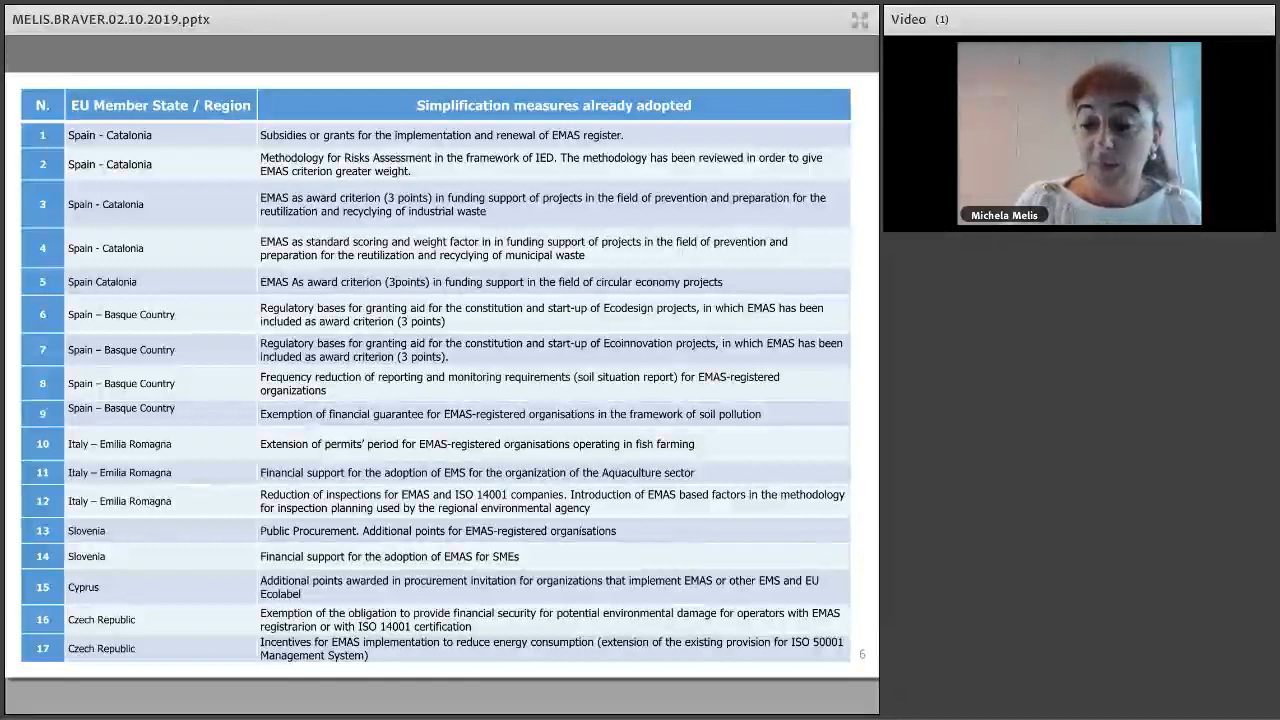 MELIS.BRAVER.02.10.2019.pptx
Video (1)
Michela Melis
N. EU Member State / Region Simplification measures already adopted
1 Spain - Catalonia Subsidies or grants for the implementation and renewal of EMAS register.
2 Spain - Catalonia Methodology for Risks Assessment in the framework of IED. The methodology has been reviewed in order to give
EMAS criterion greater weight.
3 Spain - Catalonia EMAS as award criterion (3 points) in funding support of projects in the field of prevention and preparation for the
reutilization and recyclying of industrial waste
4 Spain - Catalonia EMAS as standard scoring and weight factor in in funding support of projects in the field of prevention and
preparation for the reutilization and recyclying of municipal waste
5 Spain Catalonia EMAS As award criterion (3points) in funding support in the field of circular economy projects
6 Spain – Basque Country Regulatory bases for granting aid for the constitution and start-up of Ecodesign projects, in which EMAS has been
included as award criterion (3 points)
7 Spain – Basque Country Regulatory bases for granting aid for the constitution and start-up of Ecoinnovation projects, in which EMAS has been
included as award criterion (3 points).
8 Spain – Basque Country Frequency reduction of reporting and monitoring requirements (soil situation report) for EMAS-registered
organizations
9 Spain – Basque Country Exemption of financial guarantee for EMAS-registered organisations in the framework of soil pollution
10 Italy – Emilia Romagna Extension of permits’ period for EMAS-registered organisations operating in fish farming
11 Italy – Emilia Romagna Financial support for the adoption of EMS for the organization of the Aquaculture sector
12 Italy – Emilia Romagna Reduction of inspections for EMAS and ISO 14001 companies. Introduction of EMAS based factors in the methodology
for inspection planning used by the regional environmental agency
13 Slovenia Public Procurement. Additional points for EMAS-registered organisations
14 Slovenia Financial support for the adoption of EMAS for SMEs
15 Cyprus Additional points awarded in procurement invitation for organizations that implement EMAS or other EMS and EU
Ecolabel
16 Czech Republic Exemption of the obligation to provide financial security for potential environmental damage for operators with EMAS
registrarion or with ISO 14001 certification
17 Czech Republic Incentives for EMAS implementation to reduce energy consumption (extension of the existing provision for ISO 50001
Management System)
6